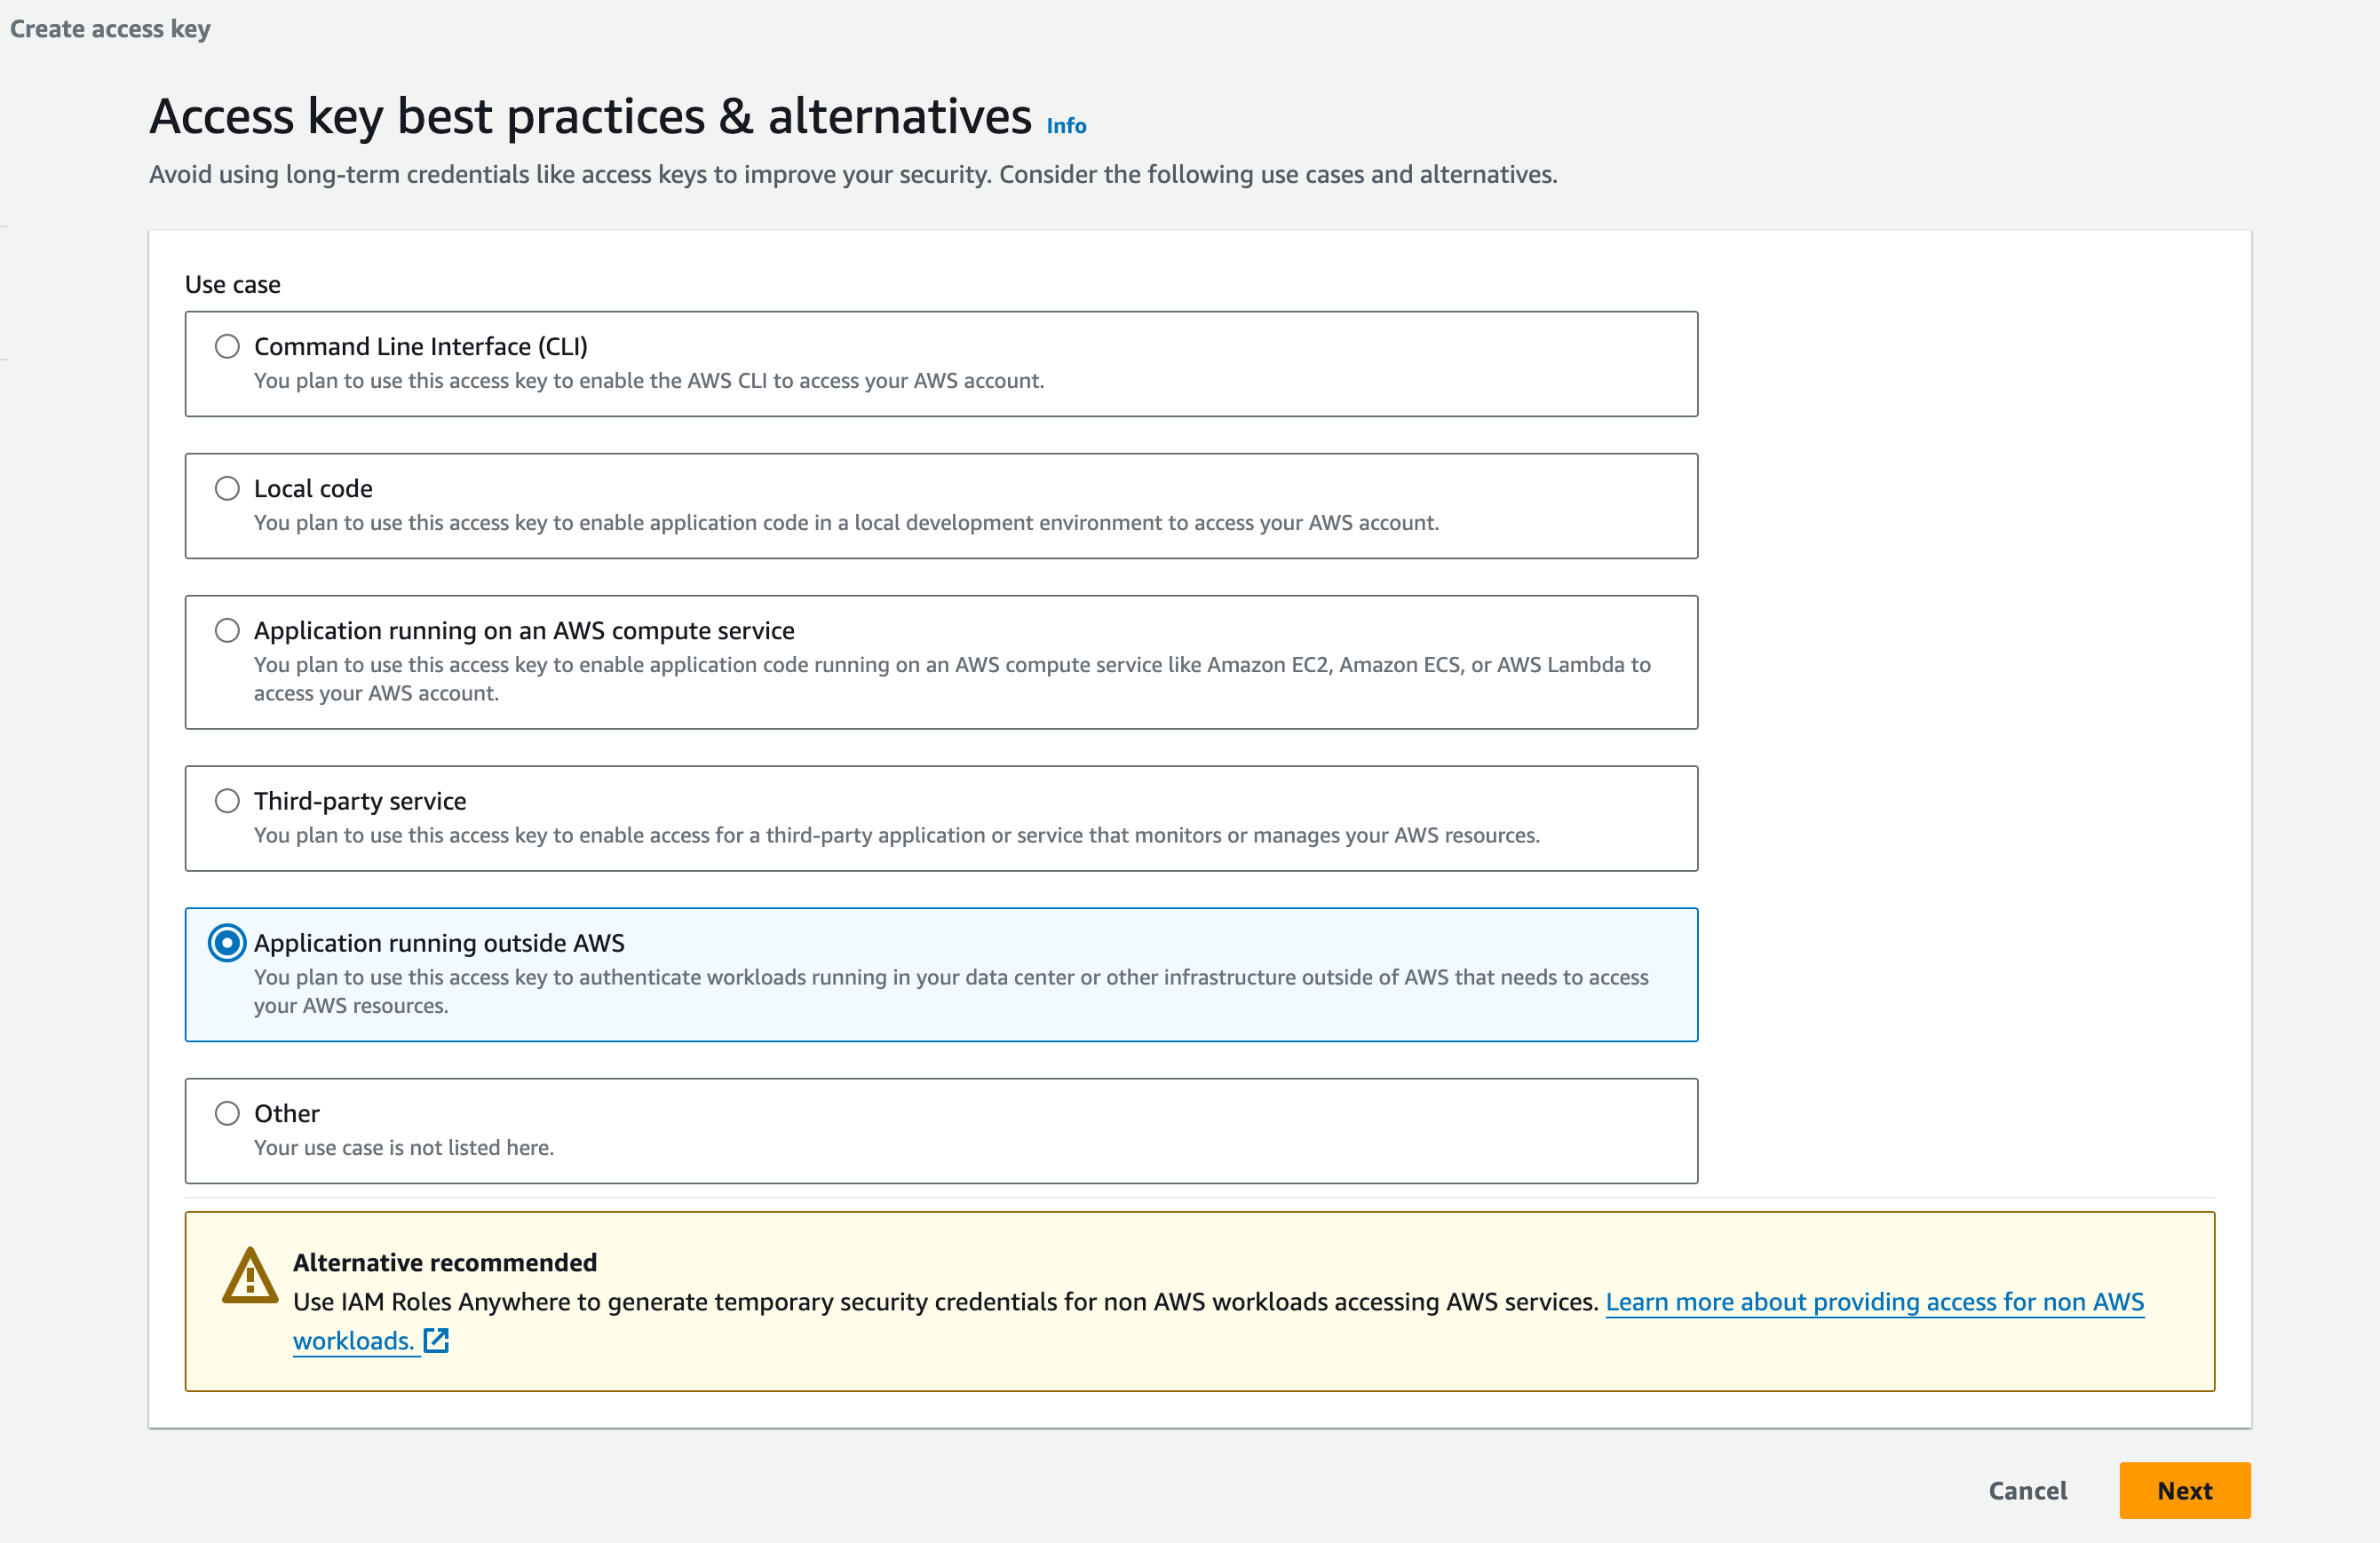 Create access key
Access key best practices & alternatives Info
Avoid using long-term credentials like access keys to improve your security. Consider the following use cases and alternatives.
Use case
Command Line Interface (CLI)
You plan to use this access key to enable the AWS CLI to access your AWS account.
Local code
You plan to use this access key to enable application code in a local development environment to access your AWS account.
Application running on an AWS compute service
You plan to use this access key to enable application code running on an AWS compute service like Amazon EC2, Amazon ECS, or AWS Lambda to
access your AWS account.
Third-party service
You plan to use this access key to enable access for a third-party application or service that monitors or manages your AWS resources.
Application running outside AWS
You plan to use this access key to authenticate workloads running in your data center or other infrastructure outside of AWS that needs to access
your AWS resources.
Other
Your use case is not listed here.
Alternative recommended
Use IAM Roles Anywhere to generate temporary security credentials for non AWS workloads accessing AWS services. Learn more about providing access for non AWS
workloads.
Cancel Next